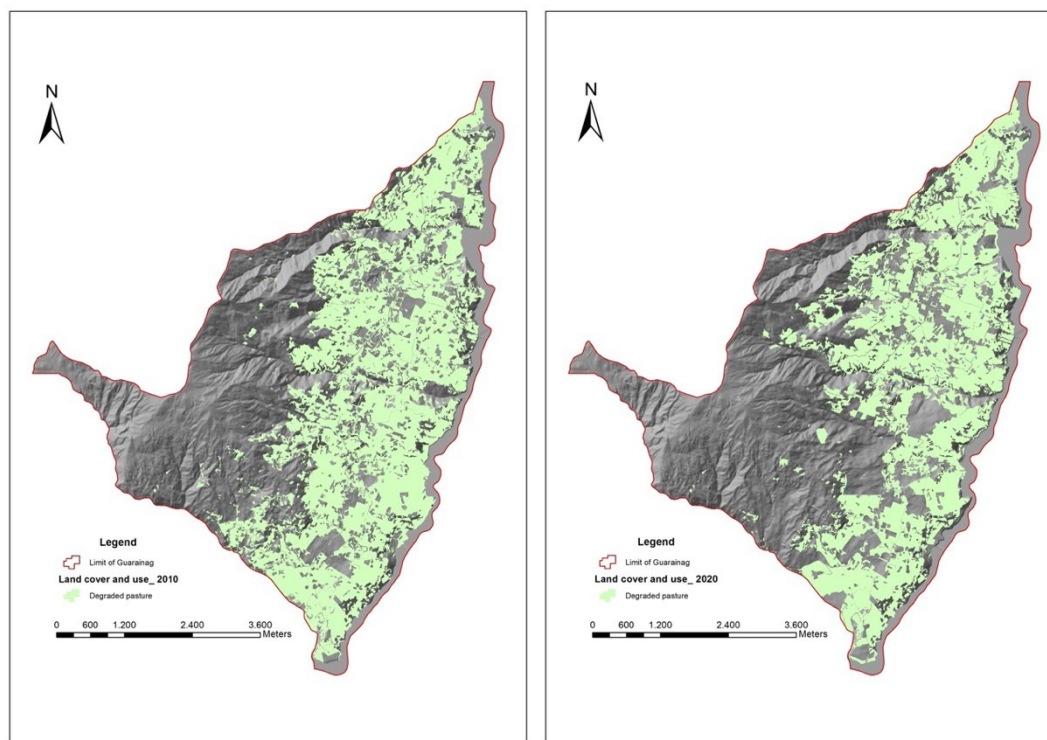 N
Legend
Limit of Guarainag
Land cover and use_ 2010
Degraded pasture
0 600 1.200 2.400 3.600
Meters
N
Legend
Limit of Guarainag
Land cover and use_ 2020
Degraded pasture
0 600 1.200 2.400 3.600
Meters